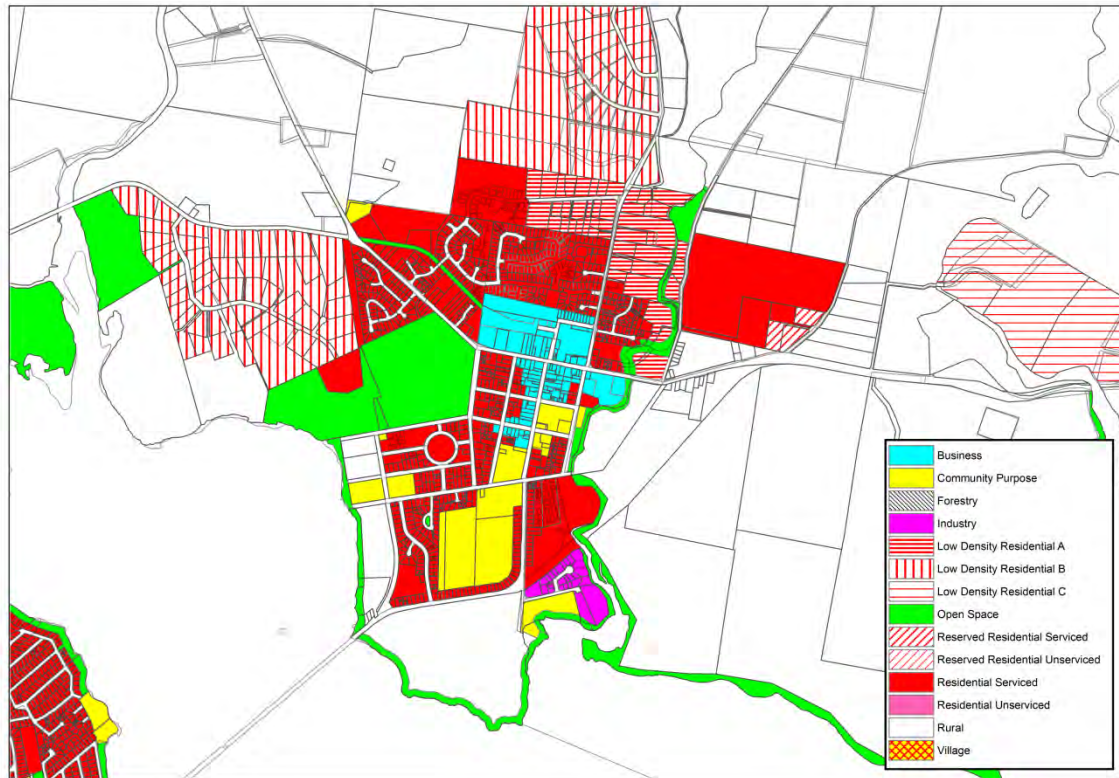 Business
Community Purpose
Forestry
Industry
Low Density Residential A
Low Density Residential B
Low Density Residential C
Open Space
Reserved Residential Serviced
Reserved Residential Unserviced
Residential Serviced
Residential Unserviced
Rural
Village